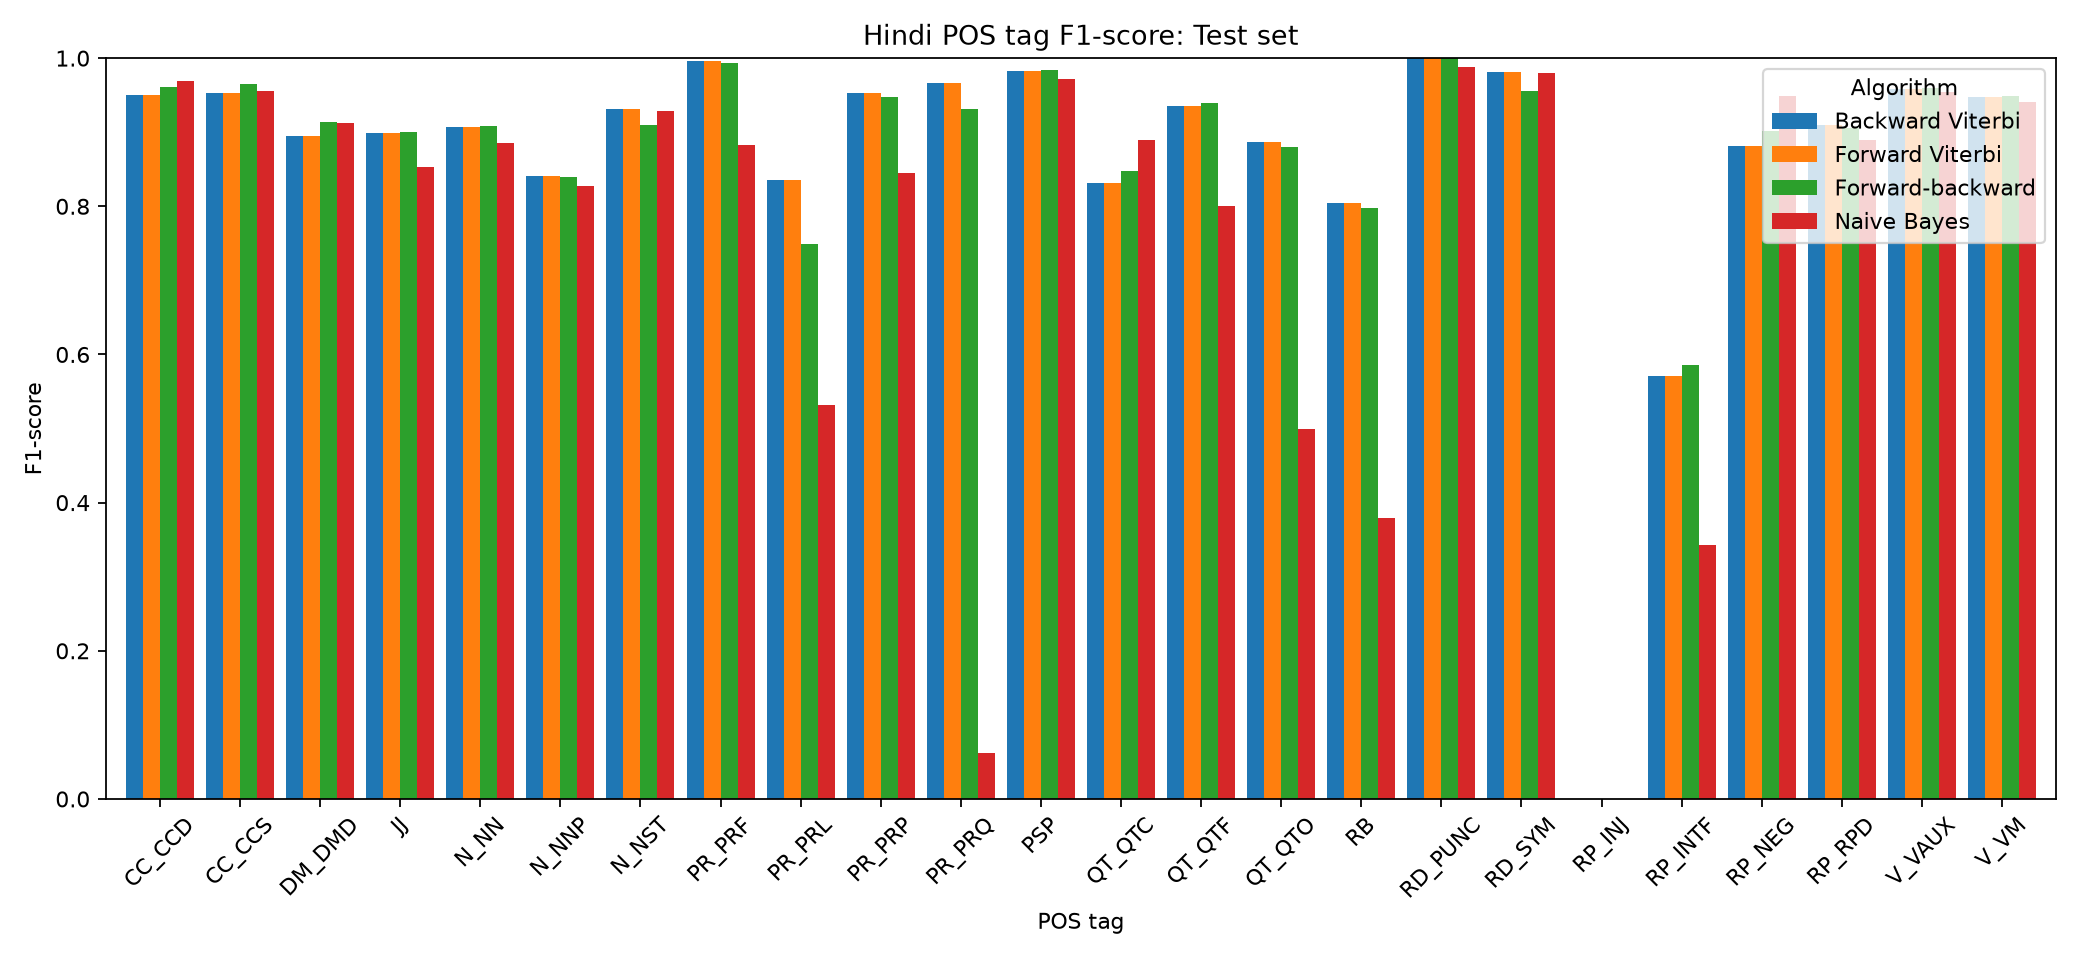 Hindi POS tag F1-score: Test set
F1-score
1.0
0.8
0.6
0.4
0.2
0.0
Algorithm
Backward Viterbi
Forward Viterbi
Forward-backward
Naive Bayes
CC_CCD
CC_CCS
DM_DMD
JJ
N_NN
N_NNP
N_NST
PR_PRF
PR_PRL
PR_PRP
PR_PRQ
PSP
QT_QTC
QT_QTF
QT_QTO
RB
RD_PUNC
RD_SYM
RP_INJ
RP_INTF
RP_NEG
RP_RPD
V_VAUX
V_VM
POS tag